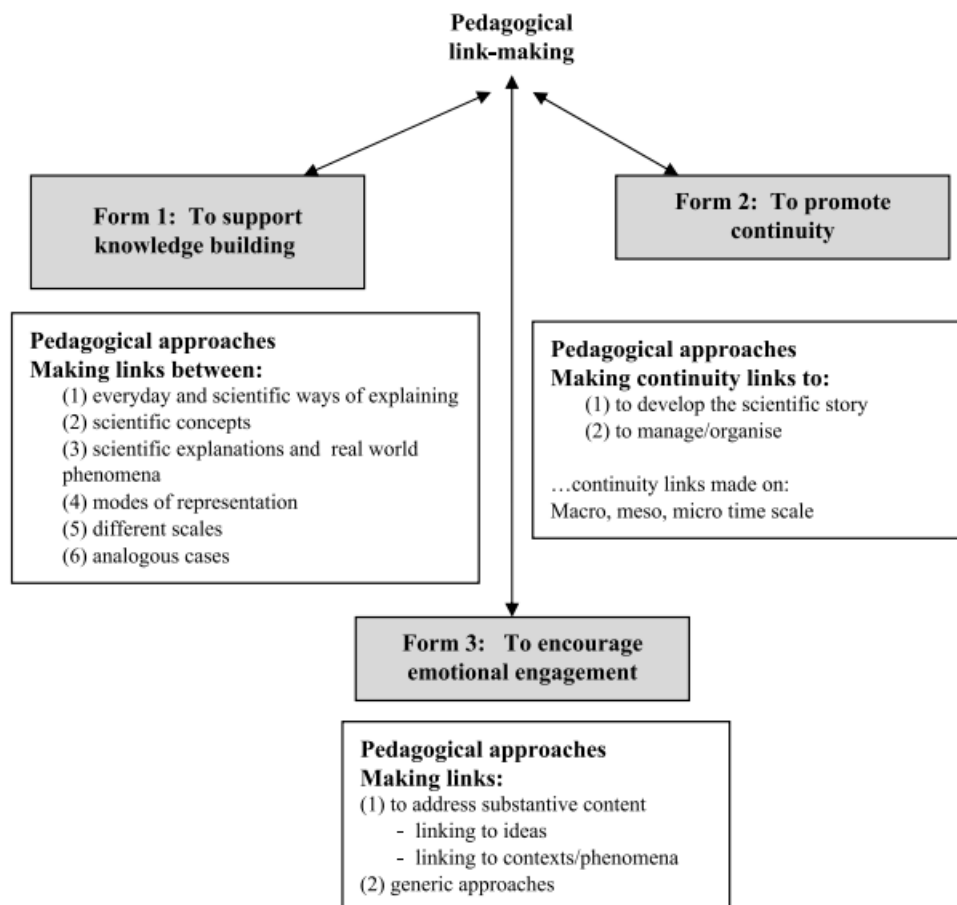 Pedagogical
link-making
Form 1: To support
knowledge building
Form 2: To promote
continuity
Pedagogical approaches
Making links between:
(1) everyday and scientific ways of explaining
(2) scientific concepts
(3) scientific explanations and real world
phenomena
(4) modes of representation
(5) different scales
(6) analogous cases
Pedagogical approaches
Making continuity links to:
(1) to develop the scientific story
(2) to manage/organise
…continuity links made on:
Macro, meso, micro time scale
Form 3: To encourage
emotional engagement
Pedagogical approaches
Making links:
(1) to address substantive content
- linking to ideas
- linking to contexts/phenomena
(2) generic approaches